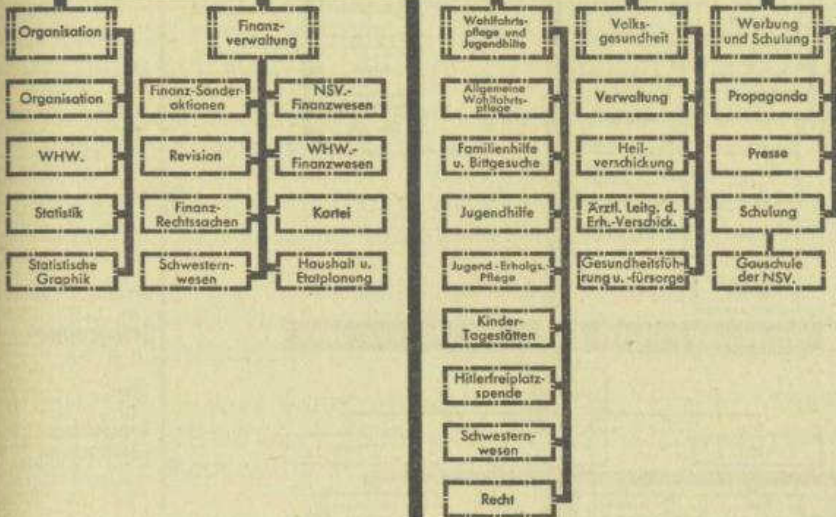 Organisation
Organisation
WHW.
Statistik
Statistische
Graphik
Finanz-
verwaltung
Finanz-Sonder-
aktionen
Revision
Finanz-
Rechtssachen
Schwestern-
wesen
NSV.-
Finanzwesen
WHW.-
Finanzwesen
Kartei
Haushalt u.
Etatplanung
Wohlfahrts-
pflege und
Jugendhilfe
Allgemeine
Wohlfahrts-
pflege
Familienhilfe
u. Bittgesuche
Jugendhilfe
Jugend-Erholgs.-
Pflege
Kinder-
Tagestätten
Hitlerfreiplatz-
spende
Schwestern-
wesen
Recht
Volks-
gesundheit
Verwaltung
Heil-
verschickung
Ärztl. Leitg. d.
Erh.-Verschick.
Gesundheitsfüh-
rung u. -fürsorge
Werbung
und Schulung
Propaganda
Presse
Schulung
Gauschule
der NSV.